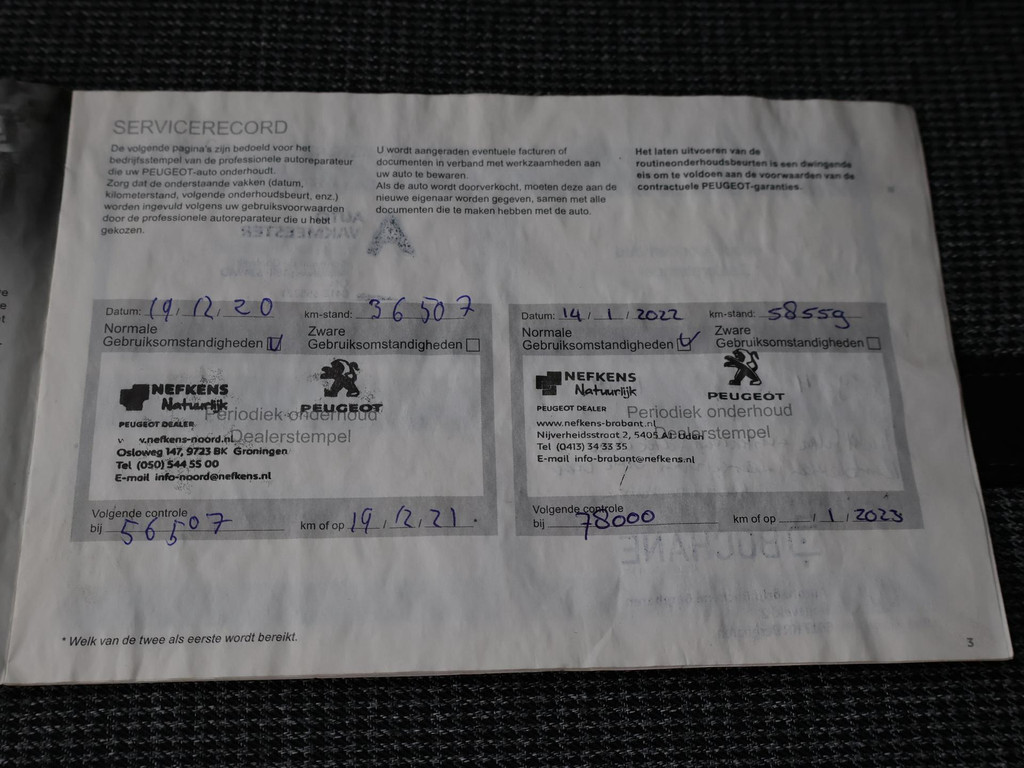 SERVICERECORD
De volgende pagina's zijn bedoeld voor het
bedrijfsstempel van de professionele autoreparateur
die uw PEUGEOT-auto onderhoudt.
Zorg dat de onderstaande vakken (datum,
kilometerstand, volgende onderhoudsbeurt, enz.)
worden ingevuld volgens uw gebruiksvoorwaarden
door de professionele autoreparateur die u hebt
gekozen.
U wordt aangeraden eventuele facturen of
documenten in verband met werkzaamheden aan
uw auto te bewaren.
Als de auto wordt doorverkocht, moeten deze aan de
nieuwe eigenaar worden gegeven, samen met alle
documenten die te maken hebben met de auto.
Het laten uitvoeren van de
routineonderhoudsbeurten is een dwingende
eis om te voldoen aan de voorwaarden van de
contractuele PEUGEOT-garanties.
Datum: 19/12/20 km-stand: 36507
Normale Zware
Gebruiksomstandigheden Gebruiksomstandigheden
NEFKENS
Natuurlijk
PEUGEOT
Periodiek onderhoud
PEUGEOT DEALER
v.nefkens-noord.nl
Dealerstempel
Osloweg 147, 9723 BK Groningen
Tel (050) 544 55 00
E-mail info-noord@nefkens.nl
Volgende controle
bij 56507 km of op 19/12/21.
Datum: 14/1/2022 km-stand: 58559
Normale Zware
Gebruiksomstandigheden Gebruiksomstandigheden
NEFKENS
Natuurlijk
PEUGEOT
PEUGEOT DEALER
Periodiek onderhoud
www.nefkens-brabant.nl
Nijverheidsstraat 2, 5405 Uden
Dealerstempel
Tel (0413) 34 33 35
E-mail info-brabant@nefkens.nl
Volgende controle
bij 78000 km of op /1/2023
* Welk van de twee als eerste wordt bereikt.
3